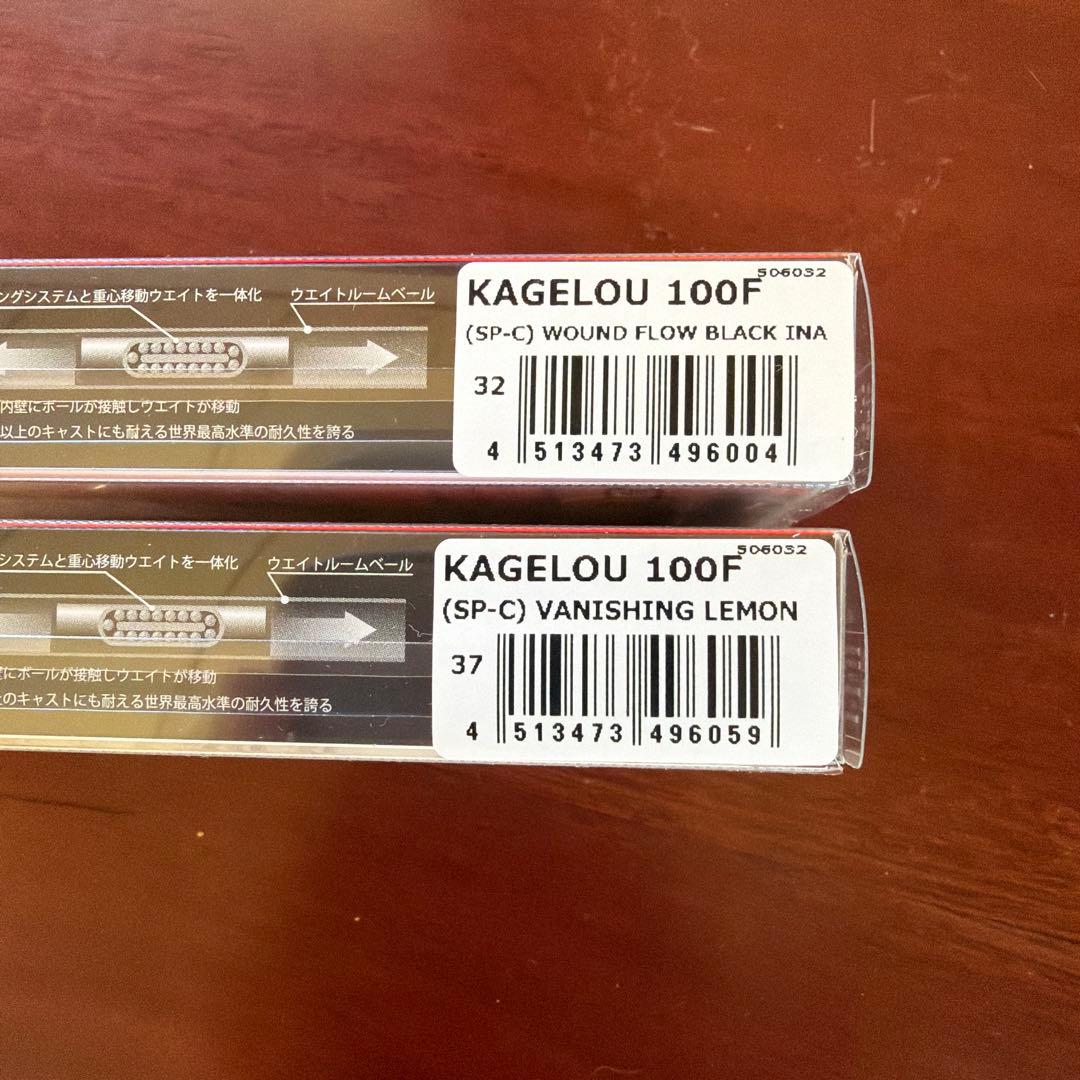 ングシステムと重心移動ウエイトを一体化
ウエイトルームベール
内壁にボールが接触しウエイトが移動
以上のキャストにも耐える世界最高水準の耐久性を誇る
506032
KAGELOU 100F
(SP-C) WOUND FLOW BLACK INA
32
4 513473 496004
システムと重心移動ウエイトを一体化
ウエイトルームベール
にボールが接触しウエイトが移動
上のキャストにも耐える世界最高水準の耐久性を誇る
506032
KAGELOU 100F
(SP-C) VANISHING LEMON
37
4 513473 496059